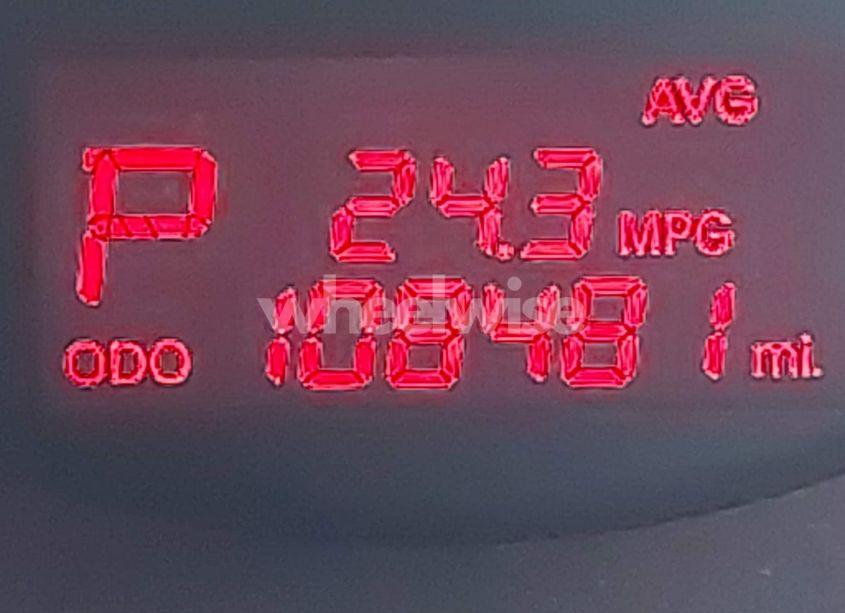 AVG
P 24.3 MPG
ODO 108481 mi.
wheelwise